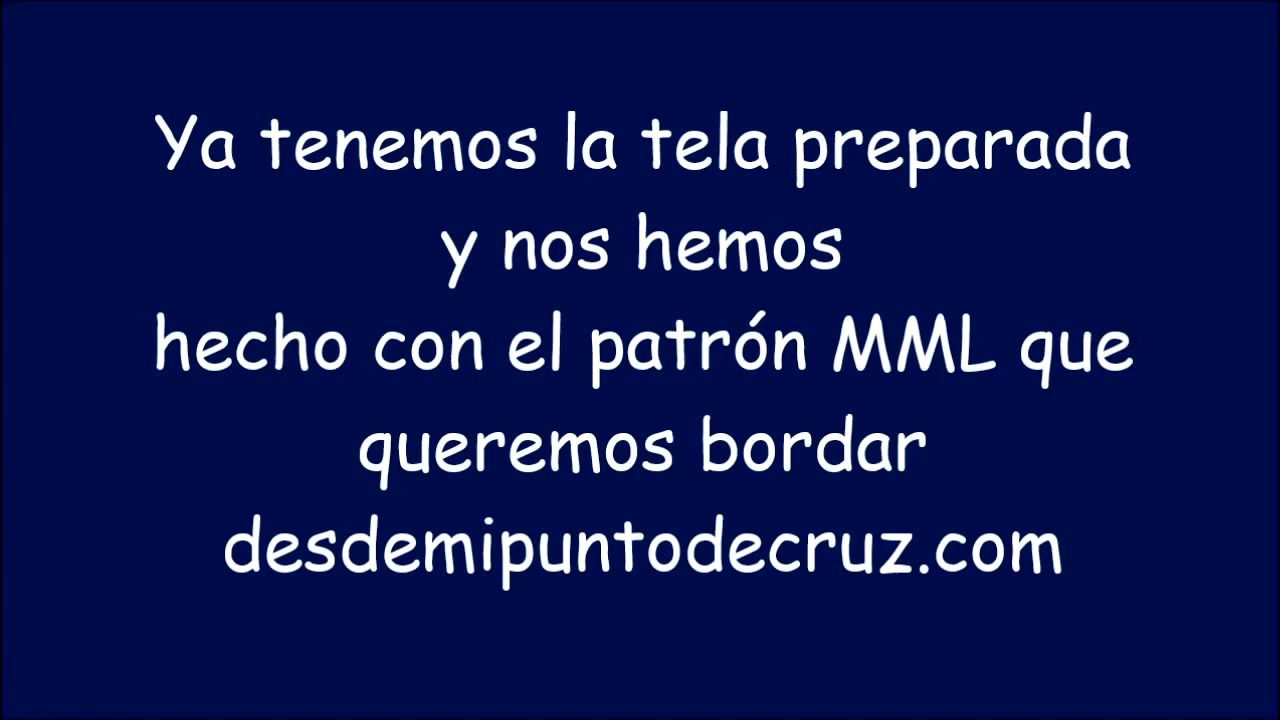 Ya tenemos la tela preparada
y nos hemos
hecho con el patrón MML que
queremos bordar
desdemipuntodecruz.com